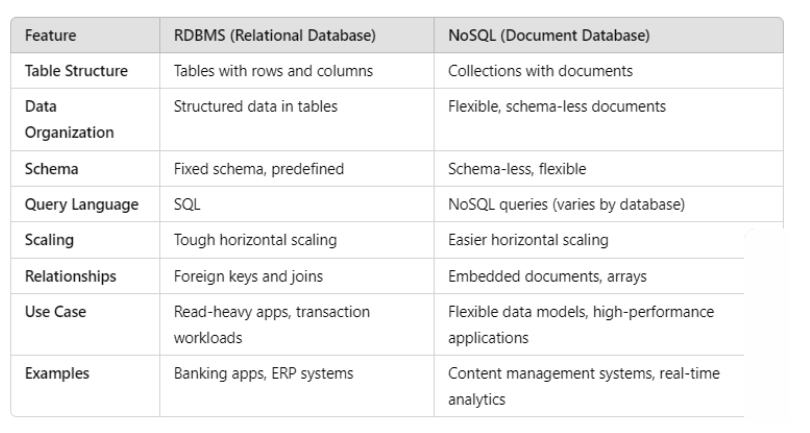 Feature RDBMS (Relational Database) NoSQL (Document Database)
Table Structure Tables with rows and columns Collections with documents
Data Structured data in tables Flexible, schema-less documents
Organization
Schema Fixed schema, predefined Schema-less, flexible
Query Language SQL NoSQL queries (varies by database)
Scaling Tough horizontal scaling Easier horizontal scaling
Relationships Foreign keys and joins Embedded documents, arrays
Use Case Read-heavy apps, transaction Flexible data models, high-performance
workloads applications
Examples Banking apps, ERP systems Content management systems, real-time
analytics